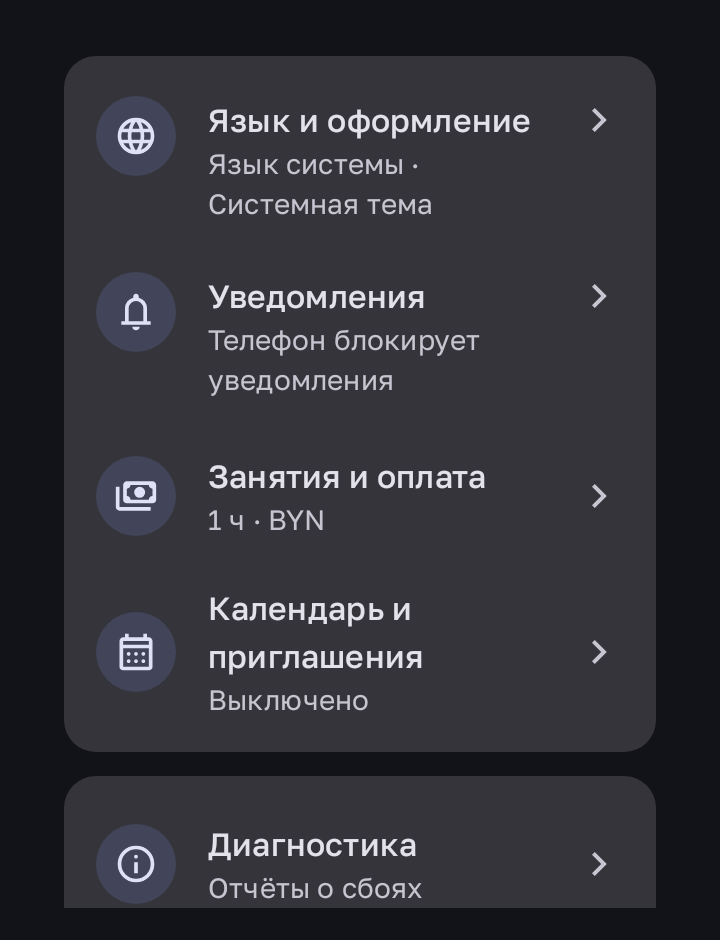 Язык и оформление
Язык системы ·
Системная тема
Уведомления
Телефон блокирует
уведомления
Занятия и оплата
1 ч · BYN
Календарь и
приглашения
Выключено
Диагностика
Отчёты о сбоях